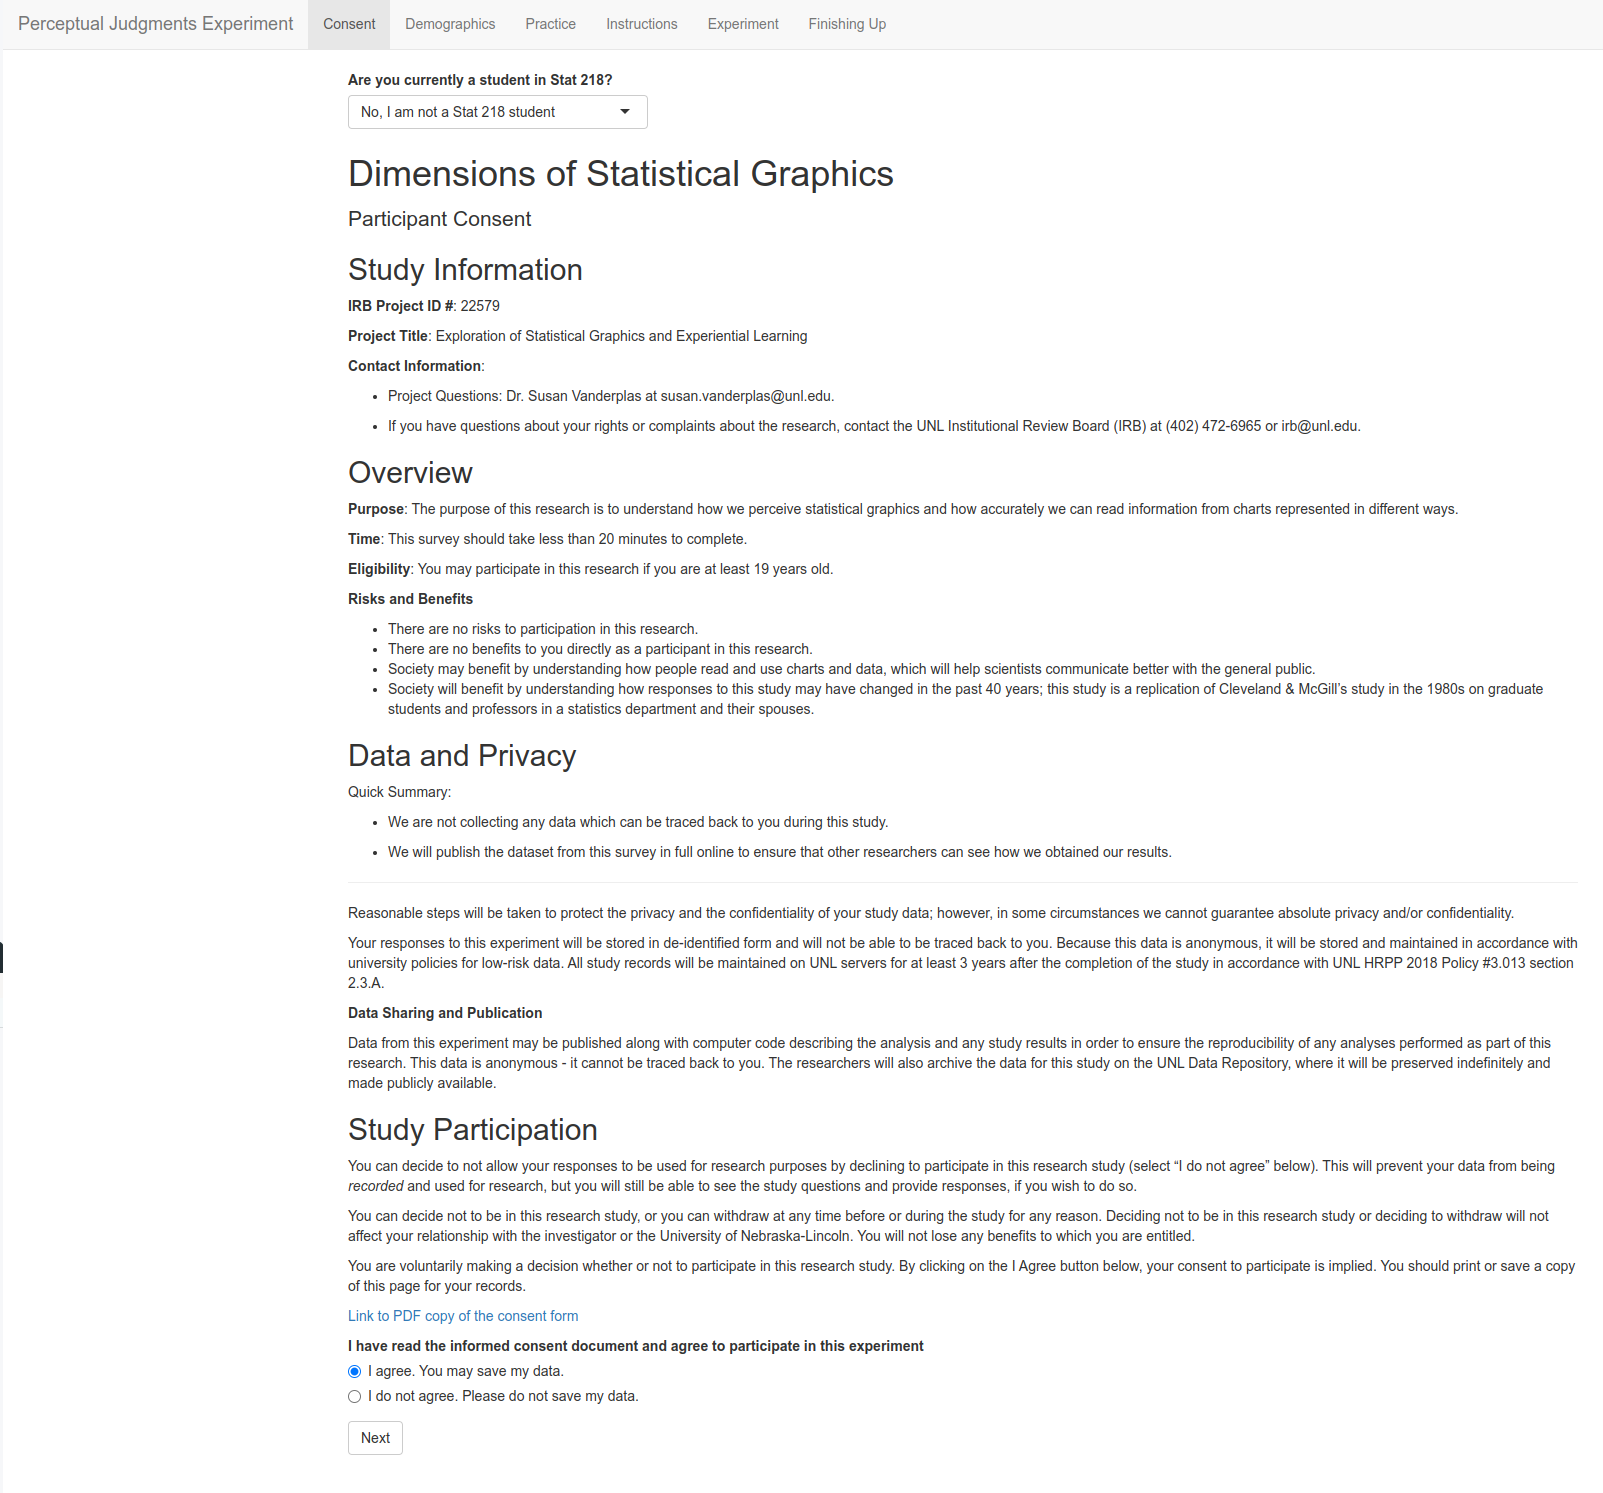 Perceptual Judgments Experiment Consent Demographics Practice Instructions Experiment Finishing Up
Are you currently a student in Stat 218?
No, I am not a Stat 218 student
Dimensions of Statistical Graphics
Participant Consent
Study Information
IRB Project ID #: 22579
Project Title: Exploration of Statistical Graphics and Experiential Learning
Contact Information:
• Project Questions: Dr. Susan Vanderplas at susan.vanderplas@unl.edu.
• If you have questions about your rights or complaints about the research, contact the UNL Institutional Review Board (IRB) at (402) 472-6965 or irb@unl.edu.
Overview
Purpose: The purpose of this research is to understand how we perceive statistical graphics and how accurately we can read information from charts represented in different ways.
Time: This survey should take less than 20 minutes to complete.
Eligibility: You may participate in this research if you are at least 19 years old.
Risks and Benefits
• There are no risks to participation in this research.
• There are no benefits to you directly as a participant in this research.
• Society may benefit by understanding how people read and use charts and data, which will help scientists communicate better with the general public.
• Society will benefit by understanding how responses to this study may have changed in the past 40 years; this study is a replication of Cleveland & McGill’s study in the 1980s on graduate
students and professors in a statistics department and their spouses.
Data and Privacy
Quick Summary:
• We are not collecting any data which can be traced back to you during this study.
• We will publish the dataset from this survey in full online to ensure that other researchers can see how we obtained our results.
Reasonable steps will be taken to protect the privacy and the confidentiality of your study data; however, in some circumstances we cannot guarantee absolute privacy and/or confidentiality.
Your responses to this experiment will be stored in de-identified form and will not be able to be traced back to you. Because this data is anonymous, it will be stored and maintained in accordance with
university policies for low-risk data. All study records will be maintained on UNL servers for at least 3 years after the completion of the study in accordance with UNL HRPP 2018 Policy #3.013 section
2.3.A.
Data Sharing and Publication
Data from this experiment may be published along with computer code describing the analysis and any study results in order to ensure the reproducibility of any analyses performed as part of this
research. This data is anonymous - it cannot be traced back to you. The researchers will also archive the data for this study on the UNL Data Repository, where it will be preserved indefinitely and
made publicly available.
Study Participation
You can decide to not allow your responses to be used for research purposes by declining to participate in this research study (select “I do not agree” below). This will prevent your data from being
recorded and used for research, but you will still be able to see the study questions and provide responses, if you wish to do so.
You can decide not to be in this research study, or you can withdraw at any time before or during the study for any reason. Deciding not to be in this research study or deciding to withdraw will not
affect your relationship with the investigator or the University of Nebraska-Lincoln. You will not lose any benefits to which you are entitled.
You are voluntarily making a decision whether or not to participate in this research study. By clicking on the I Agree button below, your consent to participate is implied. You should print or save a copy
of this page for your records.
Link to PDF copy of the consent form
I have read the informed consent document and agree to participate in this experiment
I agree. You may save my data.
I do not agree. Please do not save my data.
Next